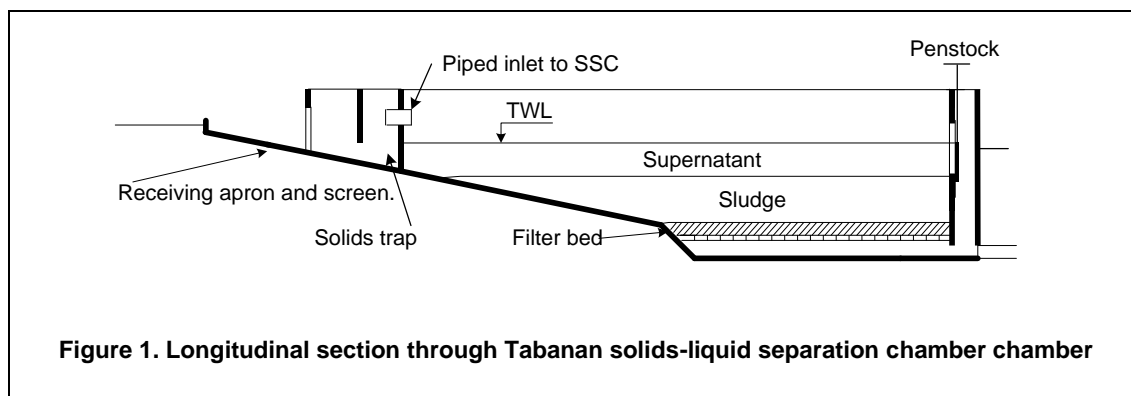 Penstock
Piped inlet to SSC
TWL
Supernatant
Receiving apron and screen.
Sludge
Solids trap
Filter bed
Figure 1. Longitudinal section through Tabanan solids-liquid separation chamber chamber